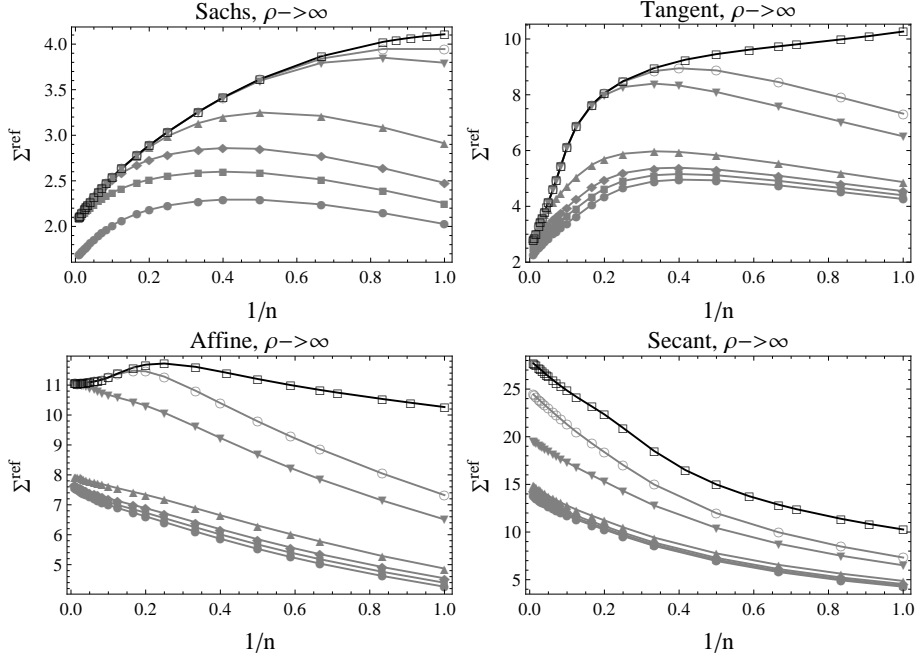 Sachs, ρ->∞
Σref
4.0
3.5
3.0
2.5
2.0
0.0 0.2 0.4 0.6 0.8 1.0
1/n
Tangent, ρ->∞
Σref
10
8
6
4
2
0.0 0.2 0.4 0.6 0.8 1.0
1/n
Affine, ρ->∞
Σref
11
10
9
8
7
6
5
0.0 0.2 0.4 0.6 0.8 1.0
1/n
Secant, ρ->∞
Σref
25
20
15
10
5
0.0 0.2 0.4 0.6 0.8 1.0
1/n